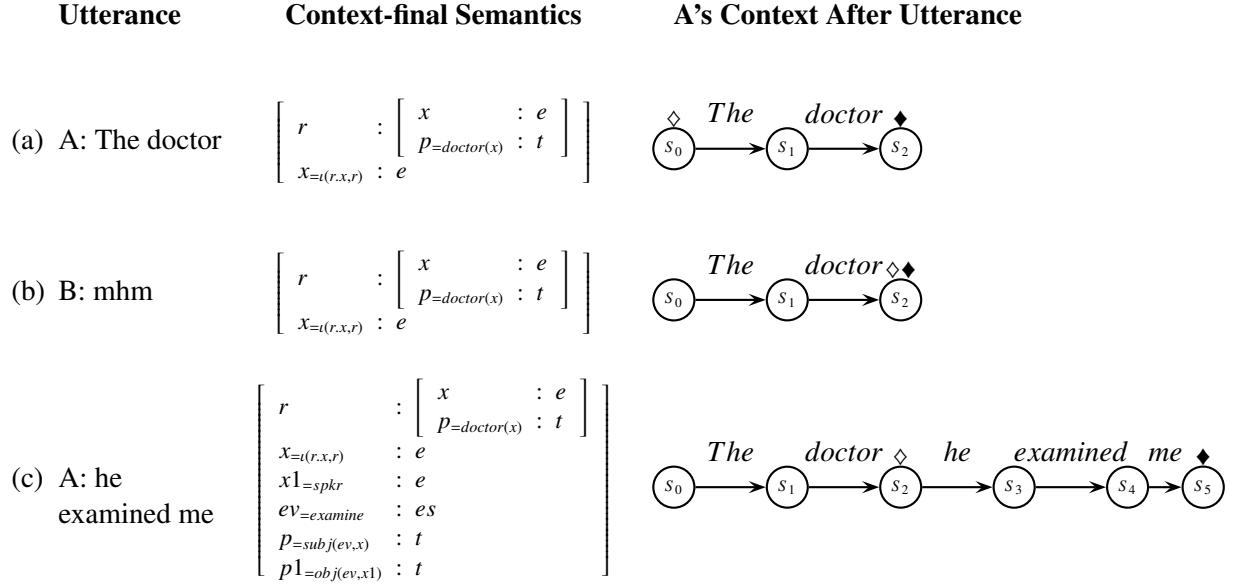 Utterance Context-final Semantics A's Context After Utterance
(a) A: The doctor
r : [ x : e
p=doctor(x) : t ]
x=ι(r.x,r) : e
◇ The doctor ◆
s0 s1 s2
(b) B: mhm
r : [ x : e
p=doctor(x) : t ]
x=ι(r.x,r) : e
The doctor ◇◆
s0 s1 s2
(c) A: he
examined me
r : [ x : e
p=doctor(x) : t ]
x=ι(r.x,r) : e
x1=spkr : e
ev=examine : es
p=subj(ev,x) : t
p1=obj(ev,x1) : t
The doctor ◇ he examined me ◆
s0 s1 s2 s3 s4 s5